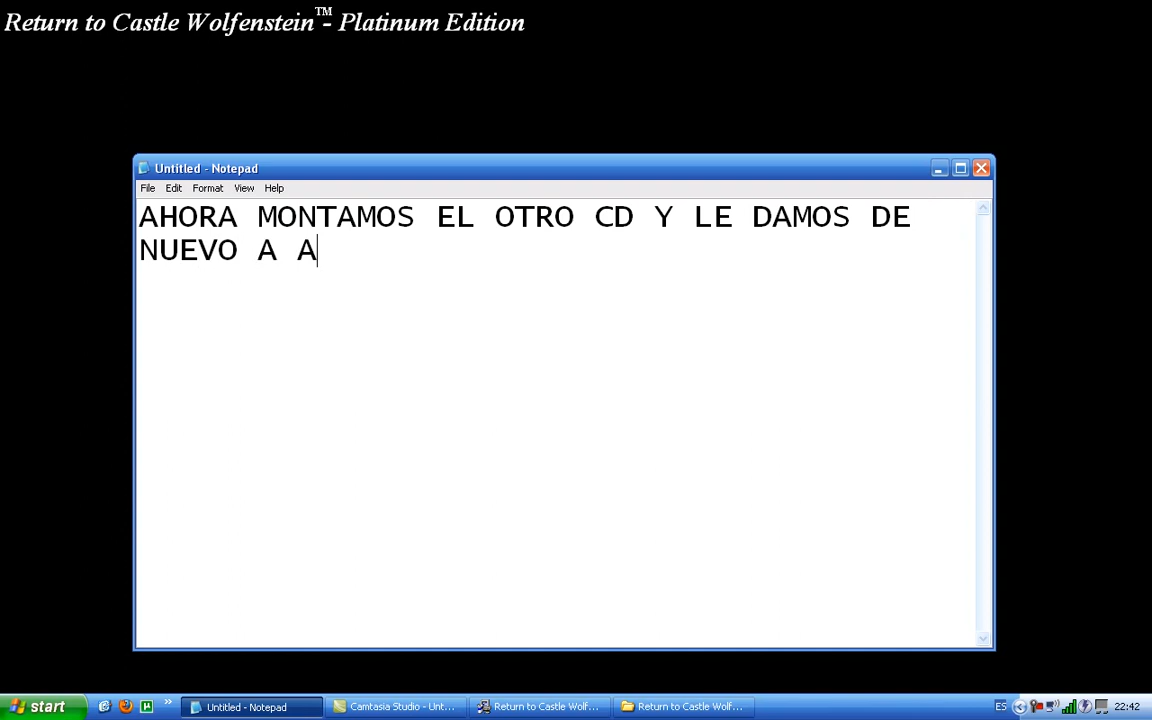 Return to Castle Wolfenstein™- Platinum Edition
Untitled - Notepad
File Edit Format View Help
AHORA MONTAMOS EL OTRO CD Y LE DAMOS DE
NUEVO A A
start » Untitled - Notepad Camtasia Studio - Unt... Return to Castle Wolf... Return to Castle Wolf... ES 22:42